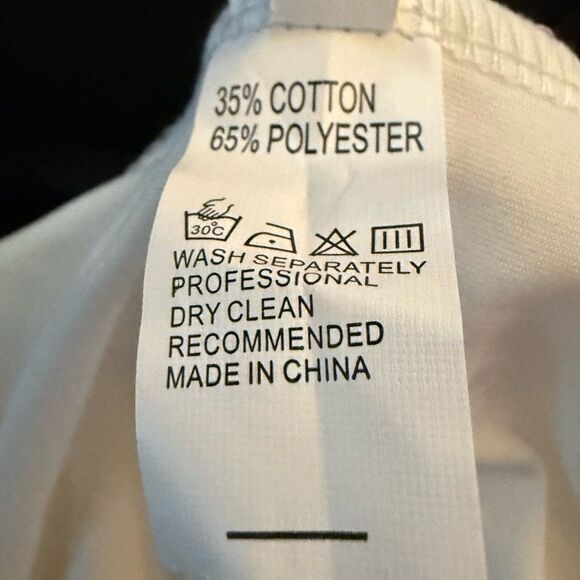 35% COTTON
65% POLYESTER
30°C
WASH SEPARATELY
PROFESSIONAL
DRY CLEAN
RECOMMENDED
MADE IN CHINA